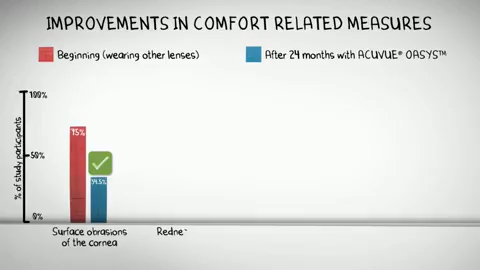 IMPROVEMENTS IN COMFORT RELATED MEASURES
Beginning (wearing other lenses)
After 24 months with ACUVUE® OASYS™
100%
50%
0%
% of study participants
75%
34.5%
Surface abrasions
of the cornea
Redne